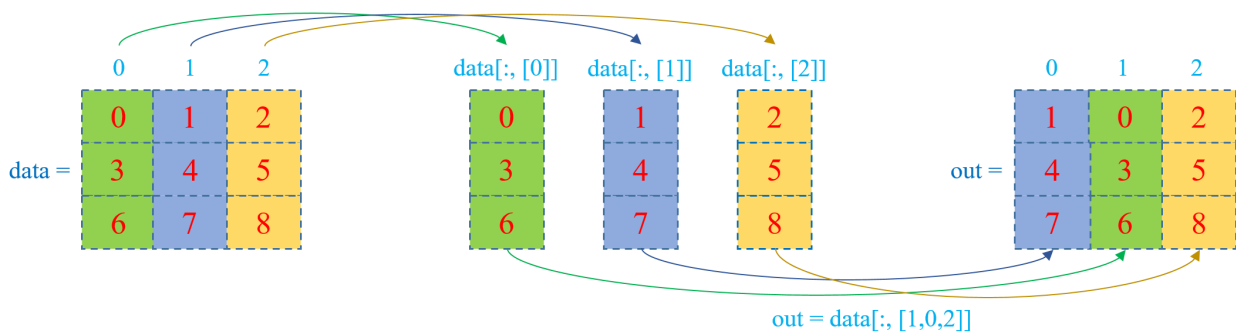 0 1 2 data[:, [0]] data[:, [1]] data[:, [2]] 0 1 2
0 1 2 0 1 2 1 0 2
data = 3 4 5 3 4 5 out = 4 3 5
6 7 8 6 7 8 7 6 8
out = data[:, [1,0,2]]